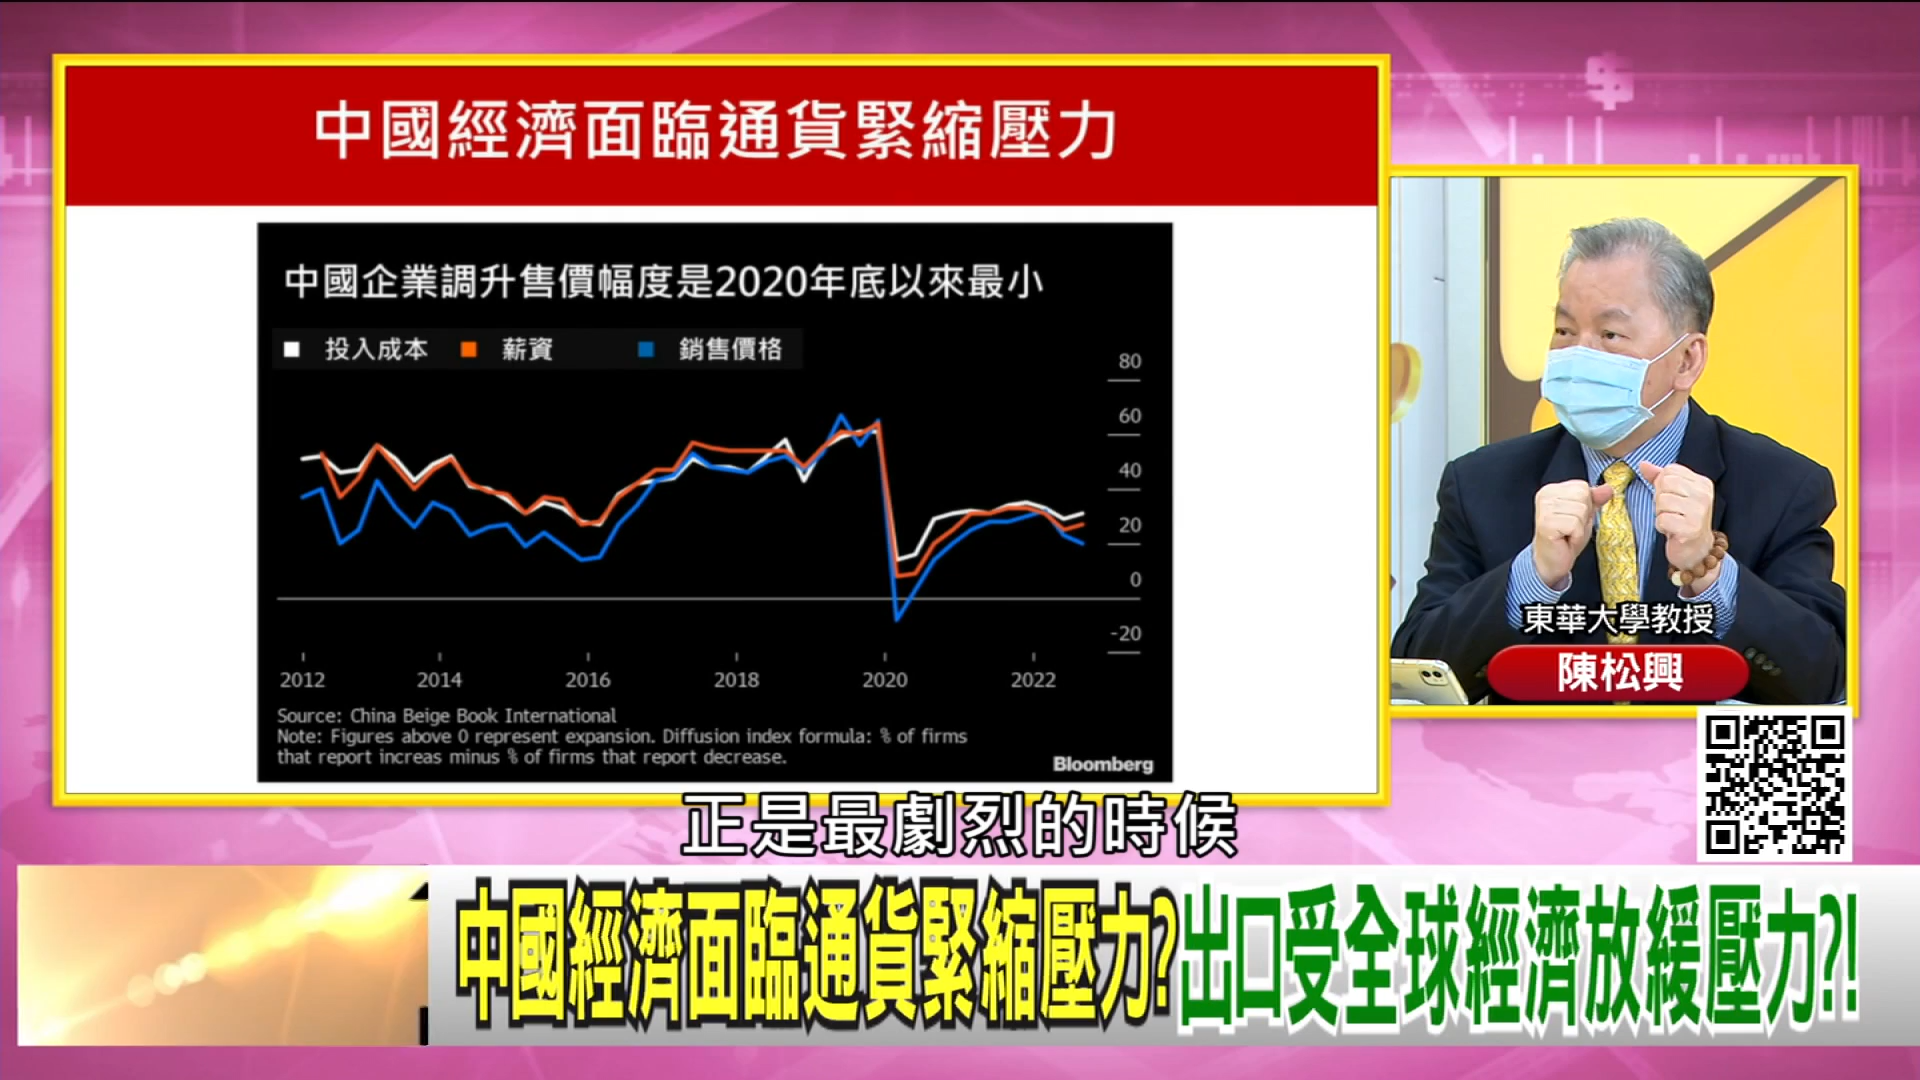 中國經濟面臨通貨緊縮壓力
中國企業調升售價幅度是2020年底以來最小
投入成本 薪資 銷售價格
80
60
40
20
0
-20
2012 2014 2016 2018 2020 2022
Source: China Beige Book International
Note: Figures above 0 represent expansion. Diffusion index formula: % of firms
that report increas minus % of firms that report decrease.
Bloomberg
東華大學教授
陳松興
正是最劇烈的時候
中國經濟面臨通貨緊縮壓力?出口受全球經濟放緩壓力?!